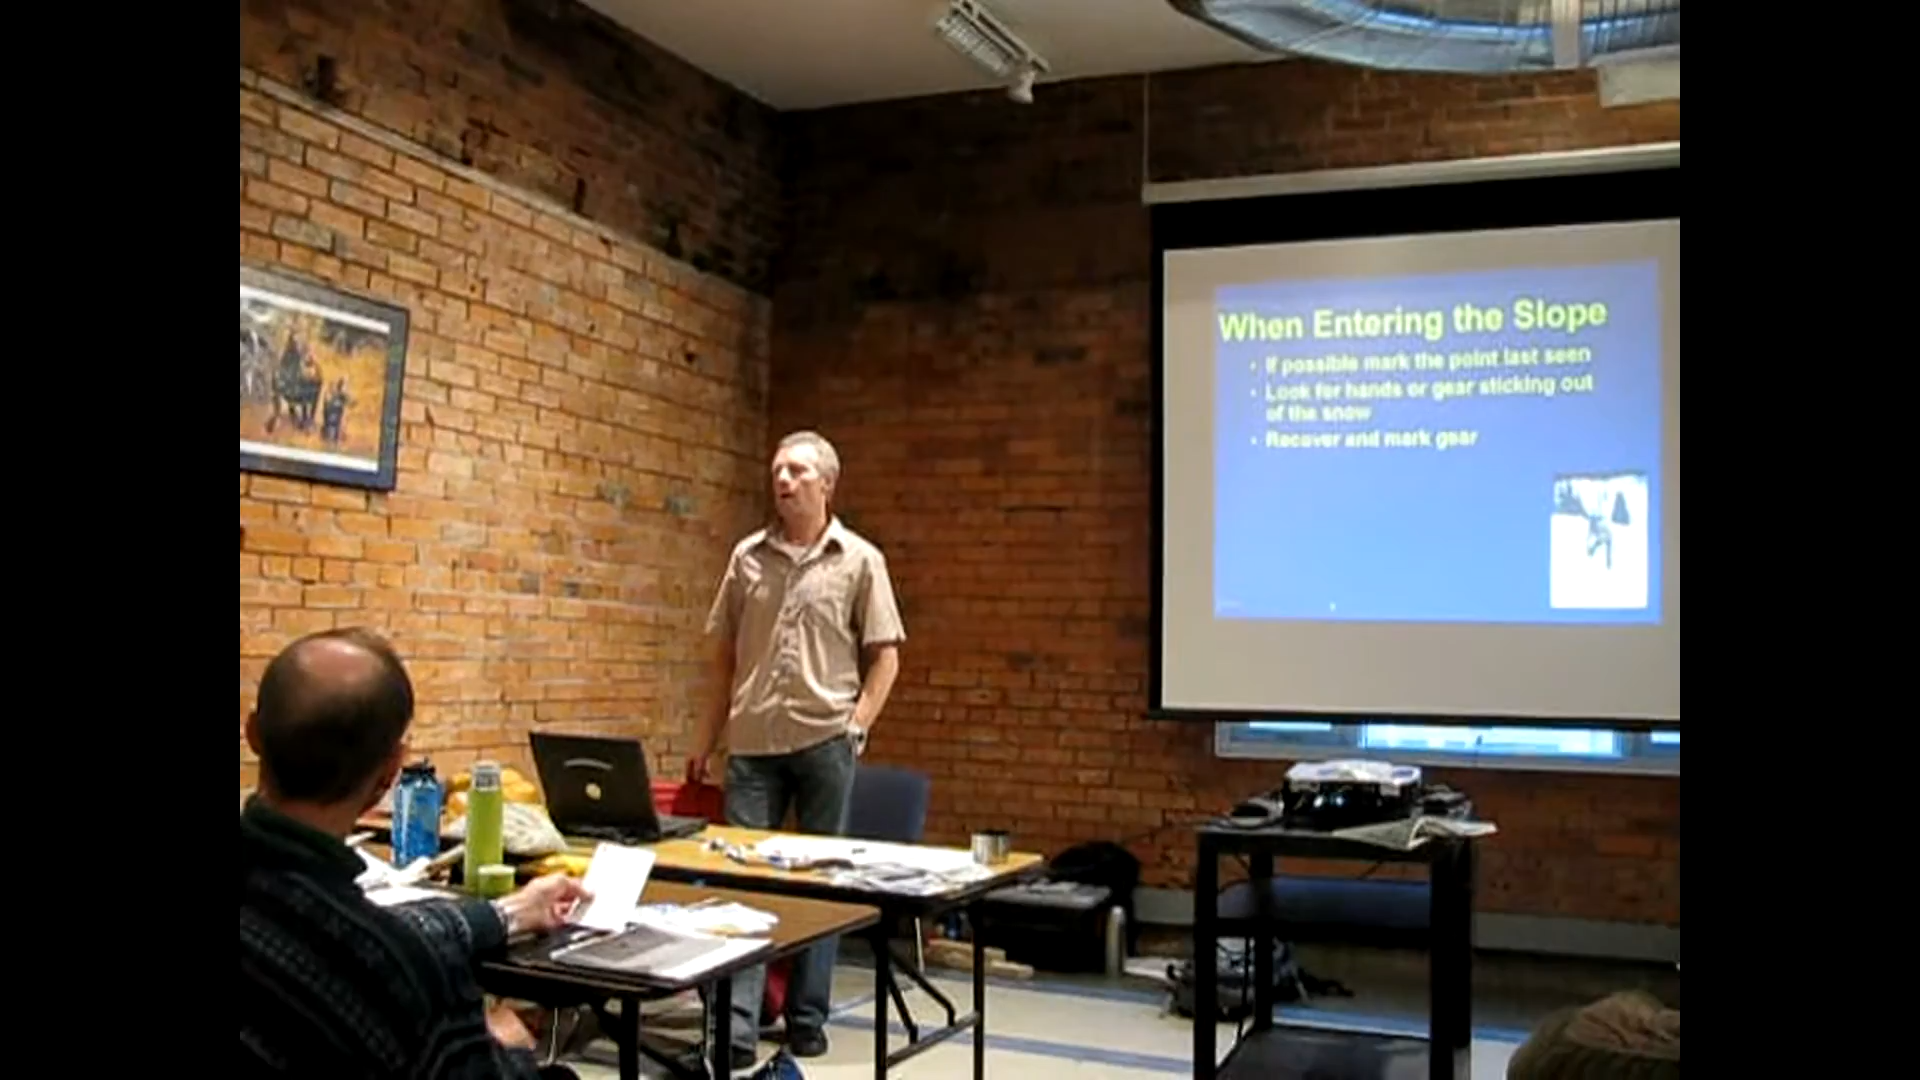 When Entering the Slope
• If possible mark the point last seen
• Look for hands or gear sticking out
of the snow
• Recover and mark gear